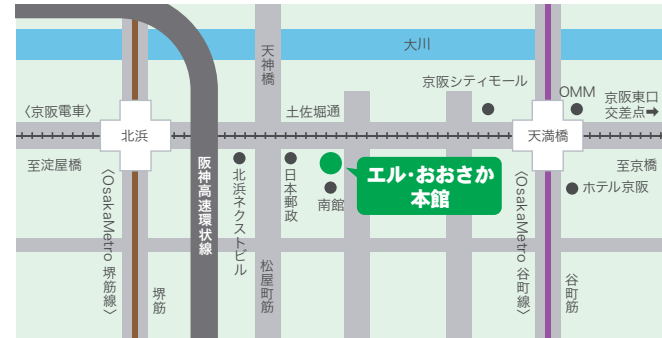 大川
天神橋
京阪シティモール
OMM
京阪東口
交差点➡
〈京阪電車〉
土佐堀通
北浜
天満橋
至淀屋橋
至京橋
阪神高速環状線
北浜ネクストビル
日本郵政
南館
エル・おおさか
本館
ホテル京阪
〈OsakaMetro 堺筋線〉
堺筋
松屋町筋
〈OsakaMetro 谷町線〉
谷町筋